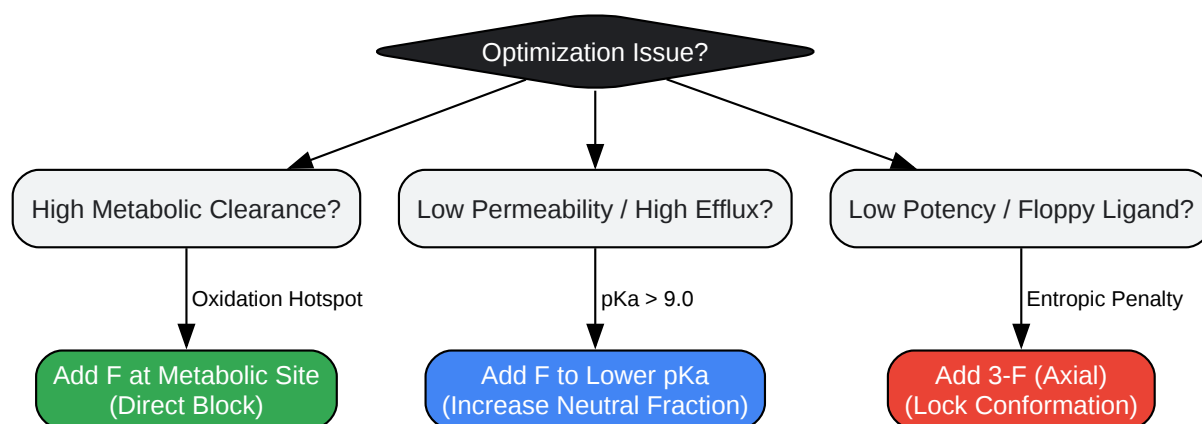 Optimization Issue?
High Metabolic Clearance?
Low Permeability / High Efflux?
Low Potency / Floppy Ligand?
Oxidation Hotspot
pKa > 9.0
Entropic Penalty
Add F at Metabolic Site
(Direct Block)
Add F to Lower pKa
(Increase Neutral Fraction)
Add 3-F (Axial)
(Lock Conformation)